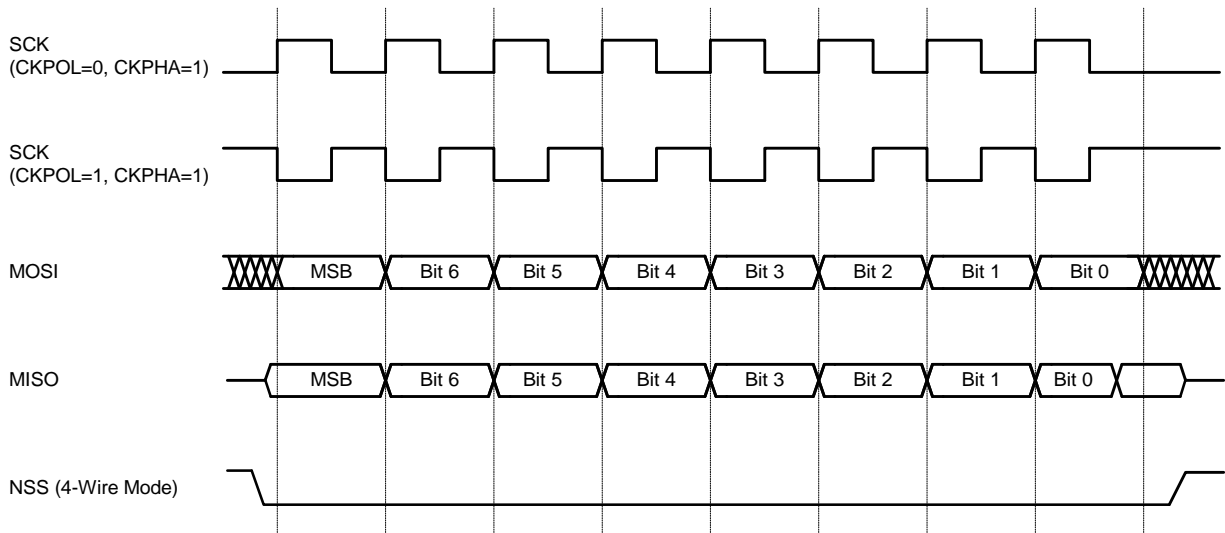 SCK
(CKPOL=0, CKPHA=1)
SCK
(CKPOL=1, CKPHA=1)
MOSI
MSB
Bit 6
Bit 5
Bit 4
Bit 3
Bit 2
Bit 1
Bit 0
MISO
MSB
Bit 6
Bit 5
Bit 4
Bit 3
Bit 2
Bit 1
Bit 0
NSS (4-Wire Mode)